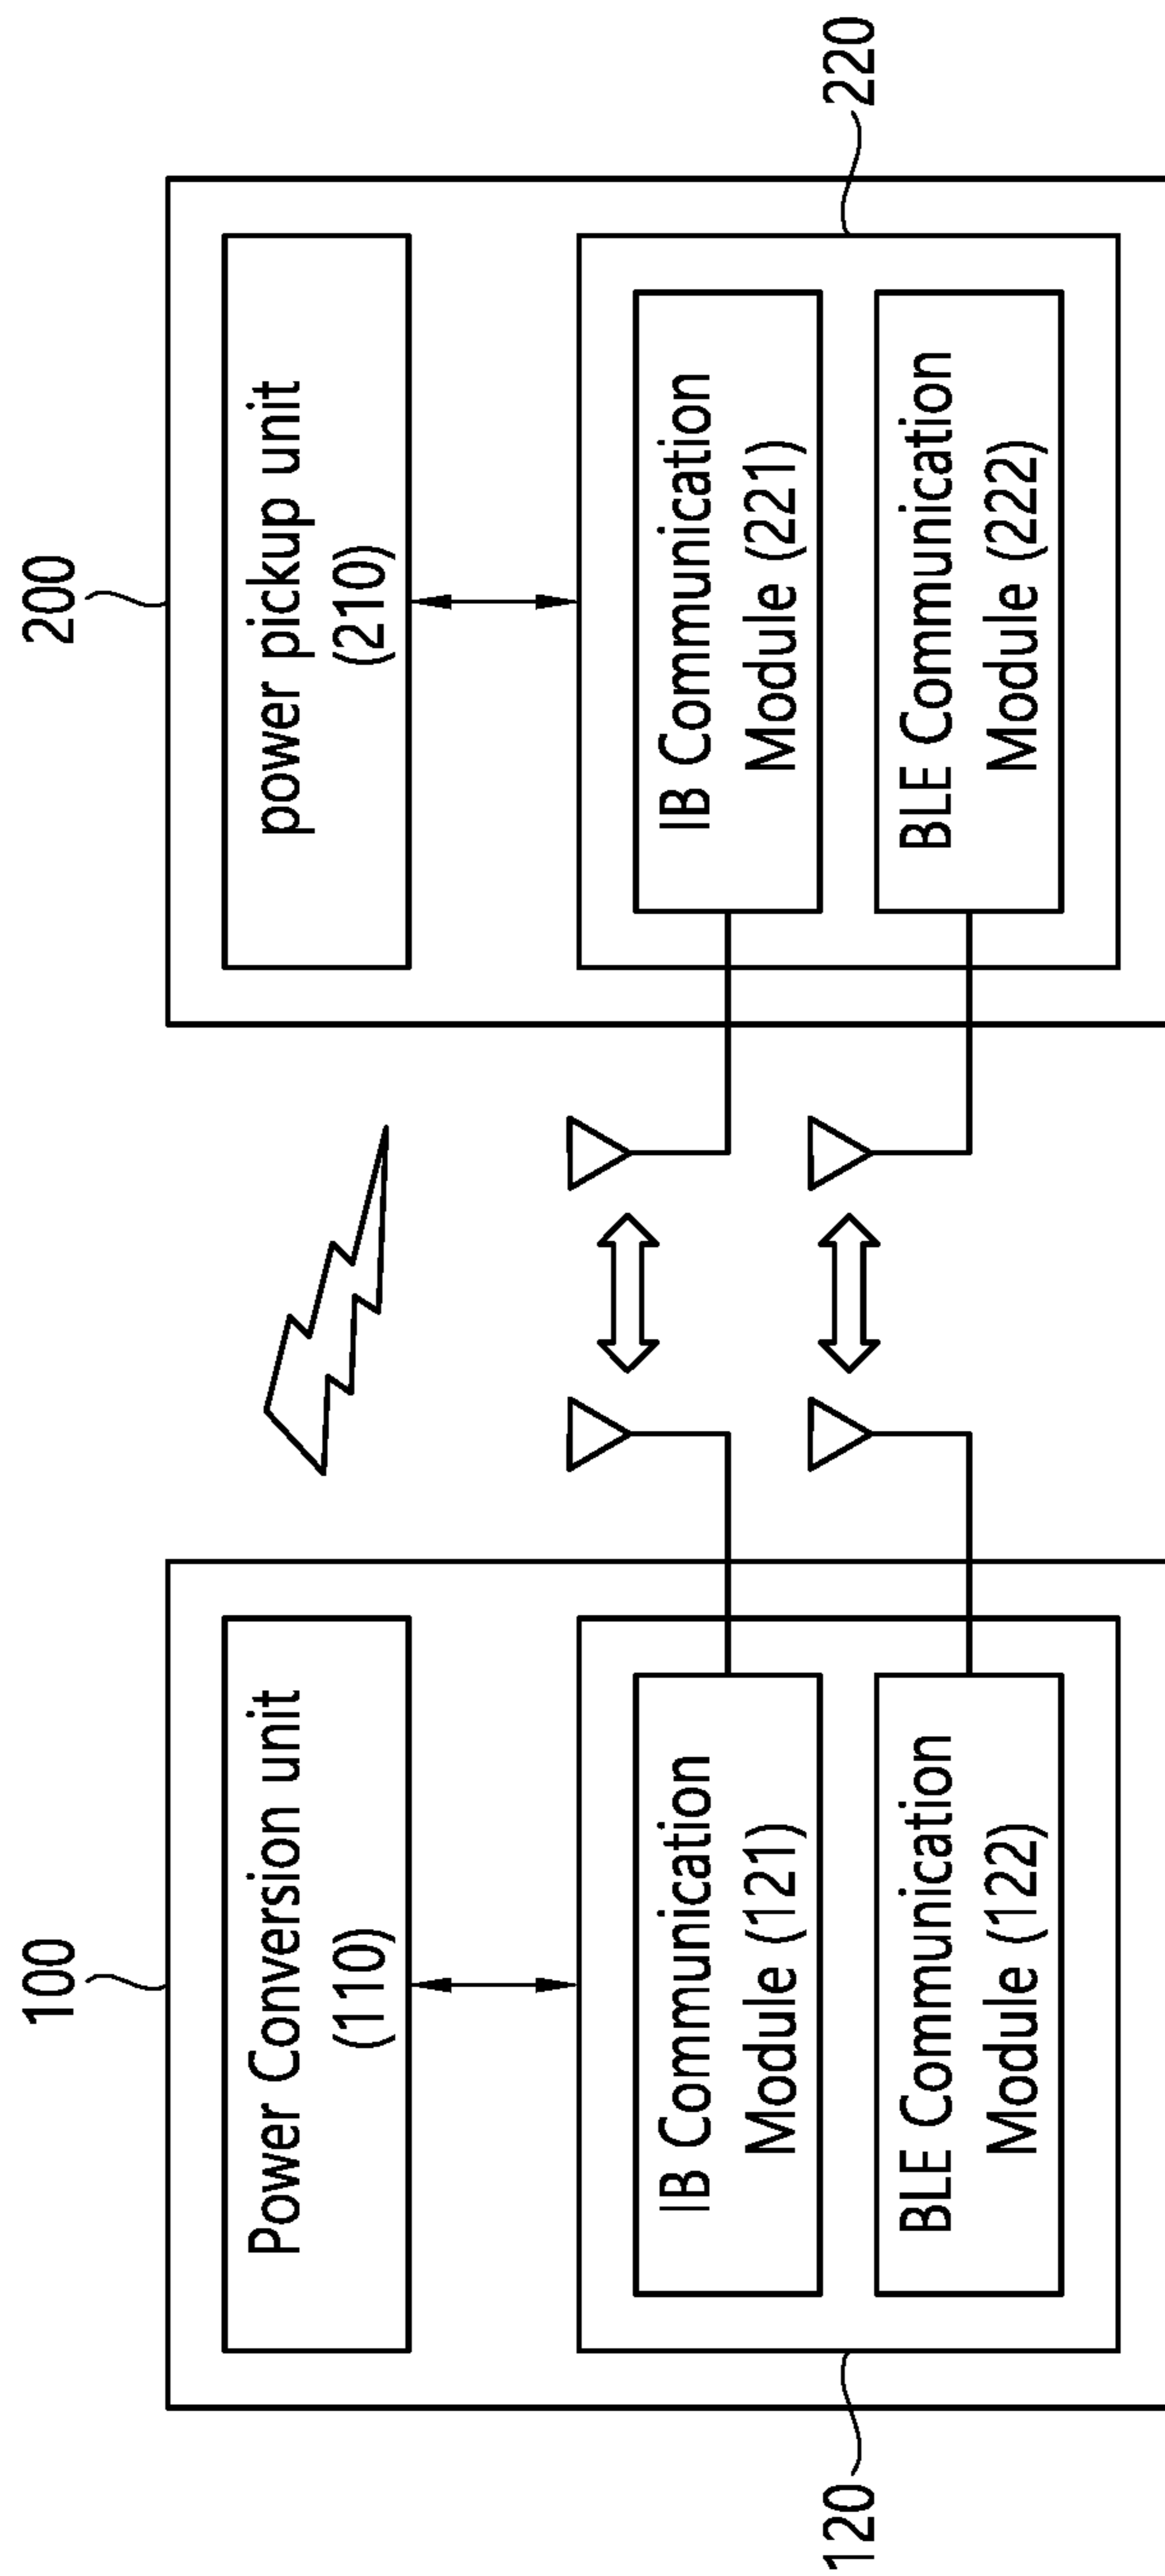 100
200
Power Conversion unit
(110)
power pickup unit
(210)
IB Communication
Module (121)
IB Communication
Module (221)
BLE Communication
Module (122)
BLE Communication
Module (222)
120
220